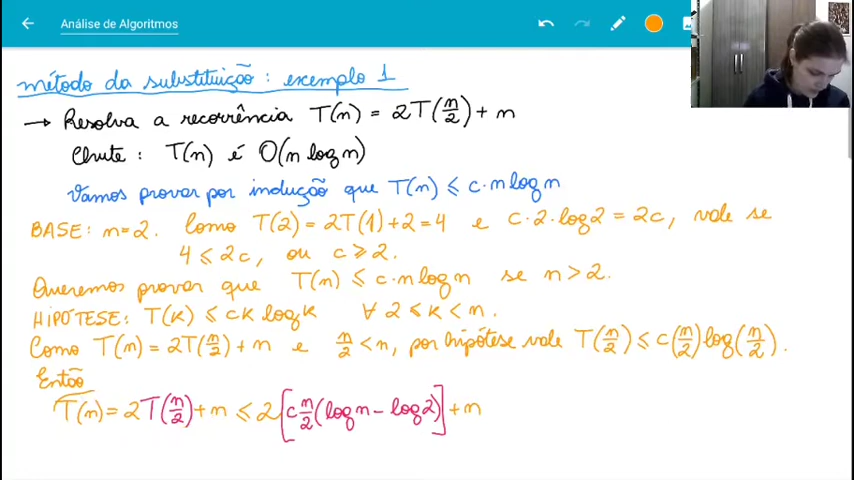 Análise de Algoritmos
método da substituição: exemplo 1
→ Resolva a recorrência T(n) = 2T(n/2) + n
Chute: T(n) é O(n log n)
Vamos provar por indução que T(n) ≤ c·n log n
BASE: n=2. Como T(2) = 2T(1)+2 = 4 e c·2·log2 = 2c, vale se
4 ≤ 2c, ou c ≥ 2.
Queremos provar que T(n) ≤ c·n log n se n > 2.
HIPÓTESE: T(k) ≤ ck log k ∀ 2 ≤ k < n.
Como T(n) = 2T(n/2) + n e n/2 < n, por hipótese vale T(n/2) ≤ c(n/2) log(n/2).
Então
T(n) = 2T(n/2) + n ≤ 2[c n/2 (log n − log 2)] + n